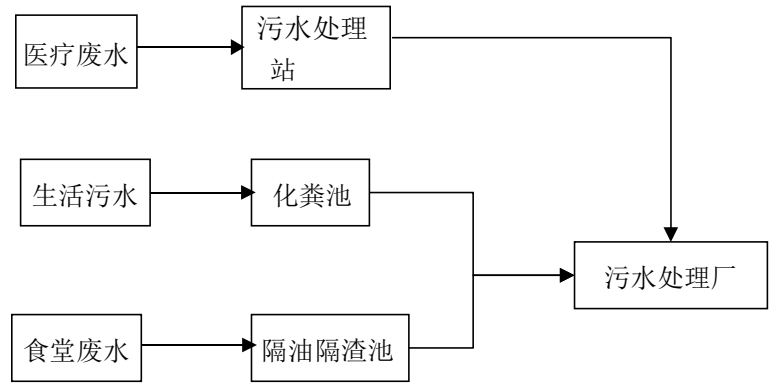 医疗废水
污水处理
站
生活污水
化粪池
污水处理厂
食堂废水
隔油隔渣池